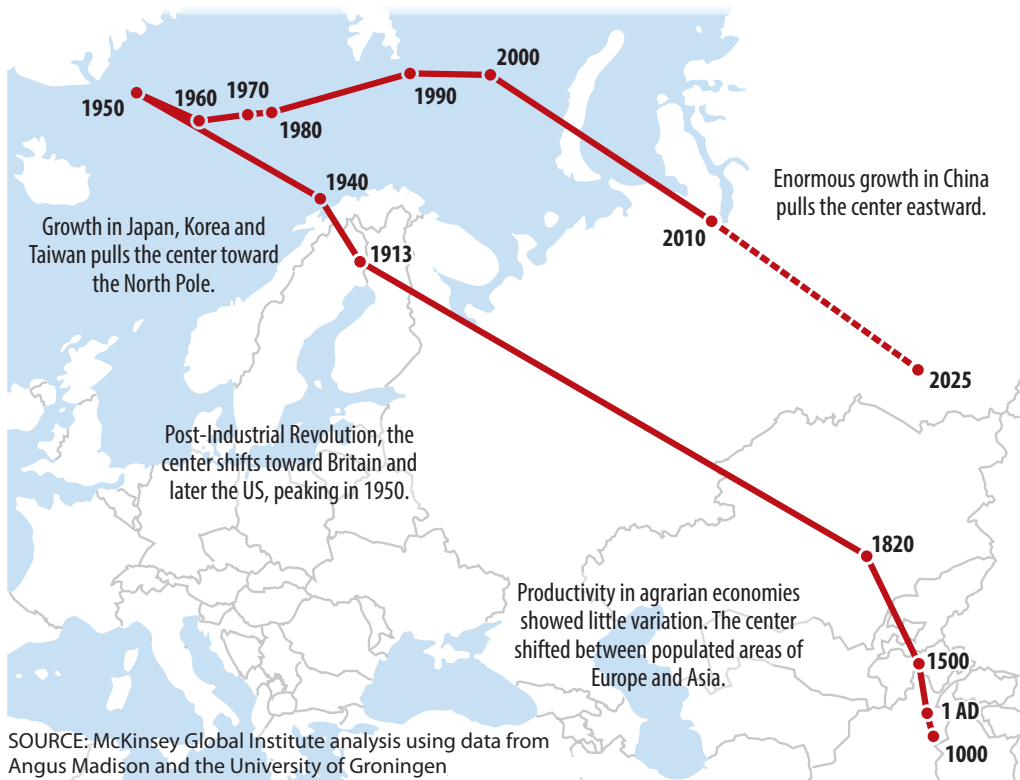 2000
1990
1950
1960
1970
1980
1940
Growth in Japan, Korea and
Taiwan pulls the center toward
the North Pole.
1913
Enormous growth in China
pulls the center eastward.
2010
2025
Post-Industrial Revolution, the
center shifts toward Britain and
later the US, peaking in 1950.
1820
Productivity in agrarian economies
showed little variation. The center
shifted between populated areas of
Europe and Asia.
1500
1 AD
1000
SOURCE: McKinsey Global Institute analysis using data from
Angus Madison and the University of Groningen